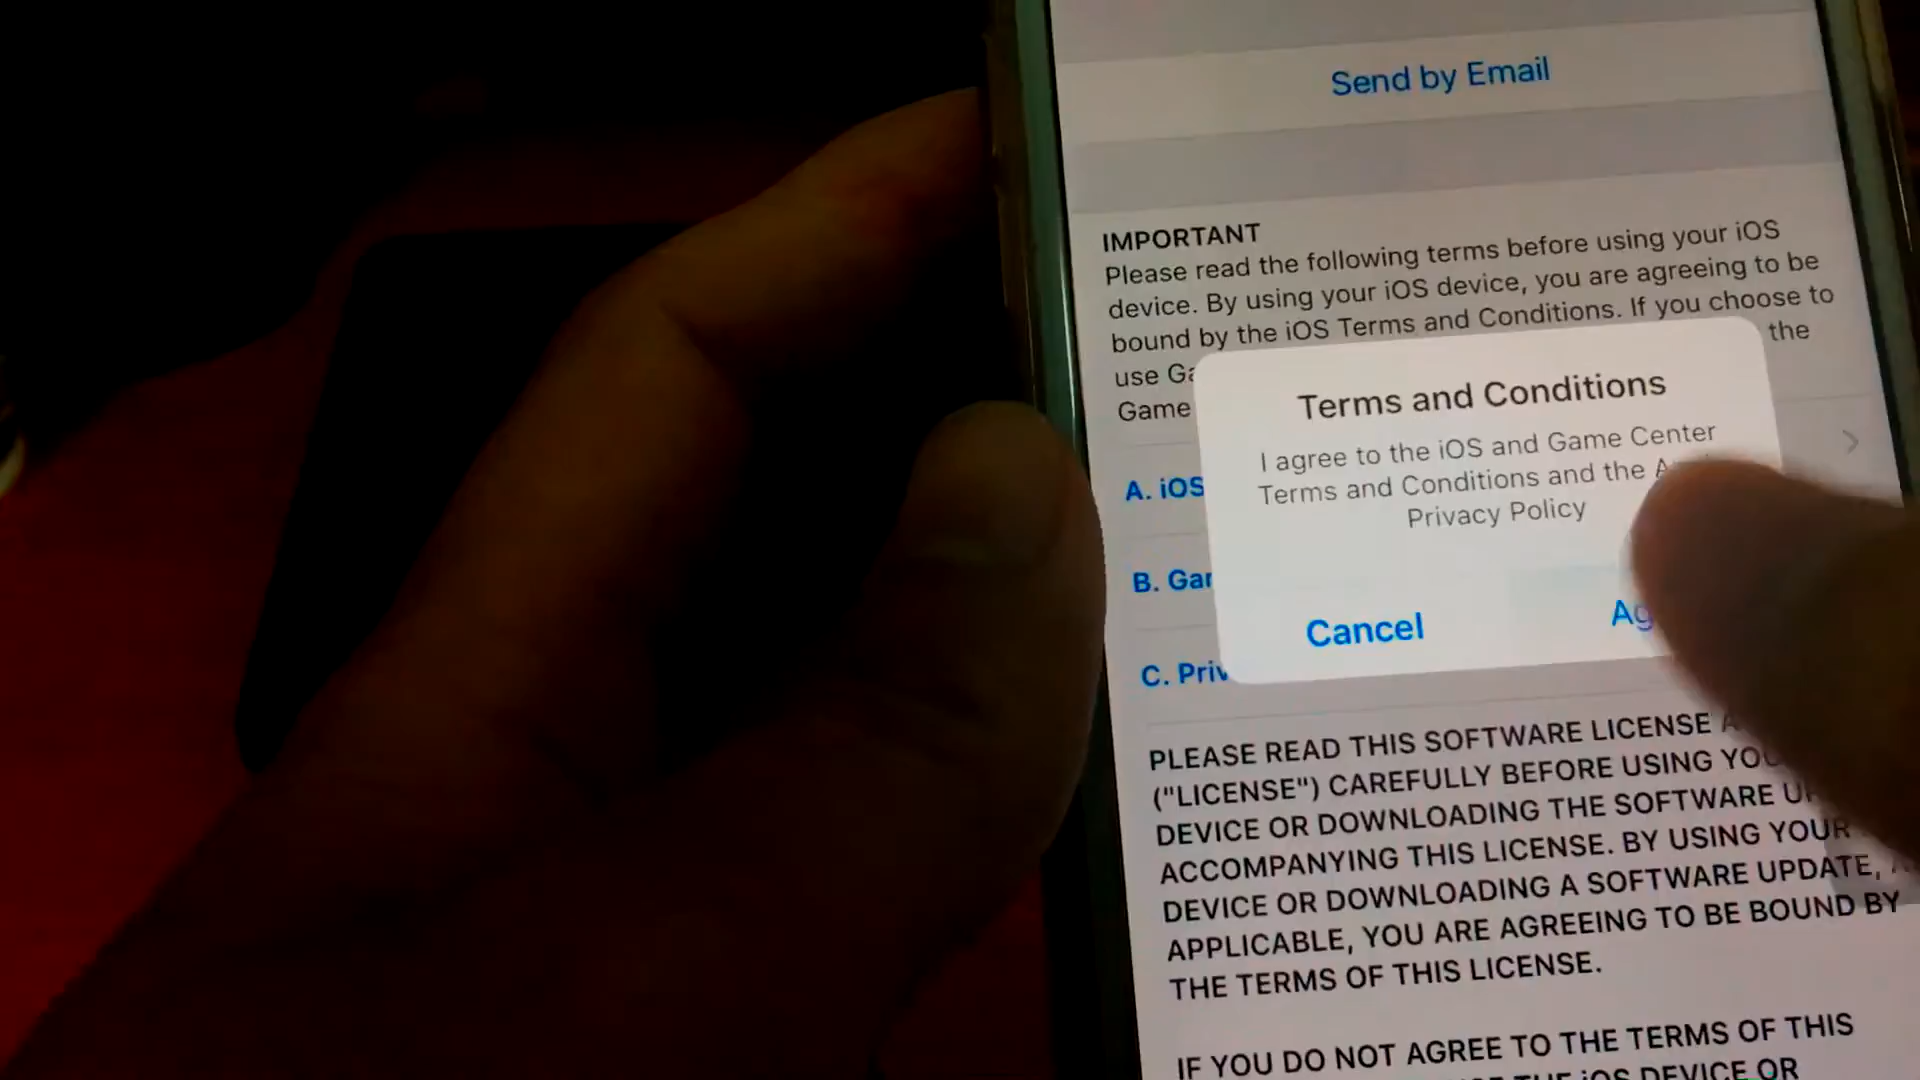 Send by Email
IMPORTANT
Please read the following terms before using your iOS
device. By using your iOS device, you are agreeing to be
bound by the iOS Terms and Conditions. If you choose to
use the
Game
Terms and Conditions
I agree to the iOS and Game Center
Terms and Conditions and the
Privacy Policy
Cancel
A. iOS
B.
C.
PLEASE READ THIS SOFTWARE LICENSE
("LICENSE") CAREFULLY BEFORE USING
DEVICE OR DOWNLOADING THE SOFTWARE
ACCOMPANYING THIS LICENSE. BY USING YOUR
DEVICE OR DOWNLOADING A SOFTWARE UPDATE,
APPLICABLE, YOU ARE AGREEING TO BE BOUND BY
THE TERMS OF THIS LICENSE.
IF YOU DO NOT AGREE TO THE TERMS OF THIS
THE iOS DEVICE OR